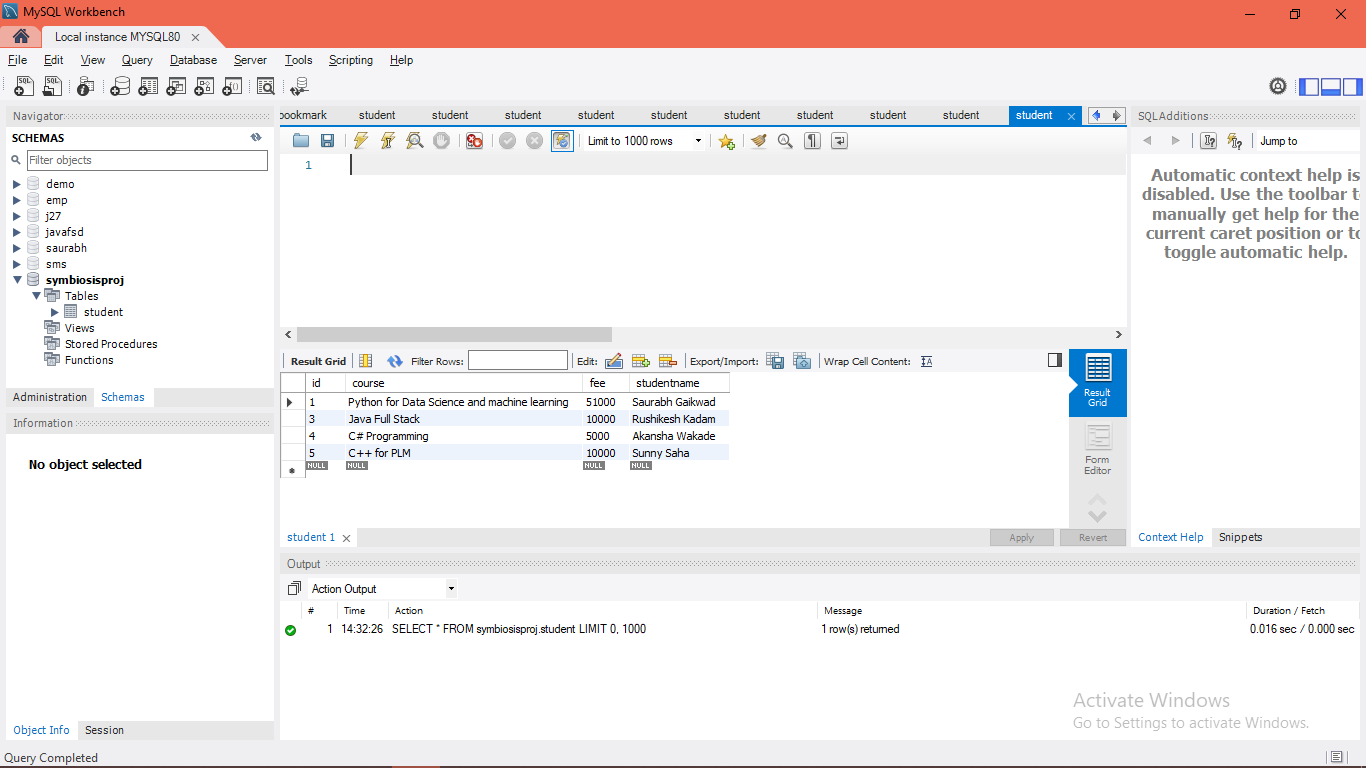 MySQL Workbench
Local instance MYSQL80
File Edit View Query Database Server Tools Scripting Help
Navigator
SCHEMAS
Filter objects
demo
emp
j27
javafsd
saurabh
sms
symbiosisproj
Tables
student
Views
Stored Procedures
Functions
Administration Schemas
Information
No object selected
Object Info Session
ookmark student student student student student student student student student student
Limit to 1000 rows
1
Result Grid Filter Rows: Edit: Export/Import: Wrap Cell Content:
id course fee studentname
1 Python for Data Science and machine learning 51000 Saurabh Gaikwad
3 Java Full Stack 10000 Rushikesh Kadam
4 C# Programming 5000 Akansha Wakade
5 C++ for PLM 10000 Sunny Saha
NULL NULL NULL NULL
Result
Grid
Form
Editor
student 1 Apply Revert
SQLAdditions
Jump to
Automatic context help is
disabled. Use the toolbar t
manually get help for the
current caret position or to
toggle automatic help.
Context Help Snippets
Output
Action Output
# Time Action Message Duration / Fetch
1 14:32:26 SELECT * FROM symbiosisproj.student LIMIT 0, 1000 1 row(s) returned 0.016 sec / 0.000 sec
Activate Windows
Go to Settings to activate Windows.
Query Completed